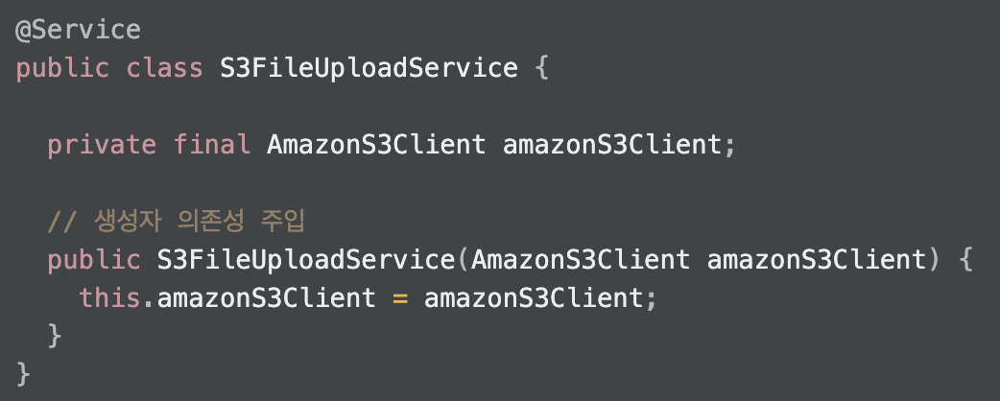 @Service
public class S3FileUploadService {
private final AmazonS3Client amazonS3Client;
// 생성자 의존성 주입
public S3FileUploadService(AmazonS3Client amazonS3Client) {
this.amazonS3Client = amazonS3Client;
}
}